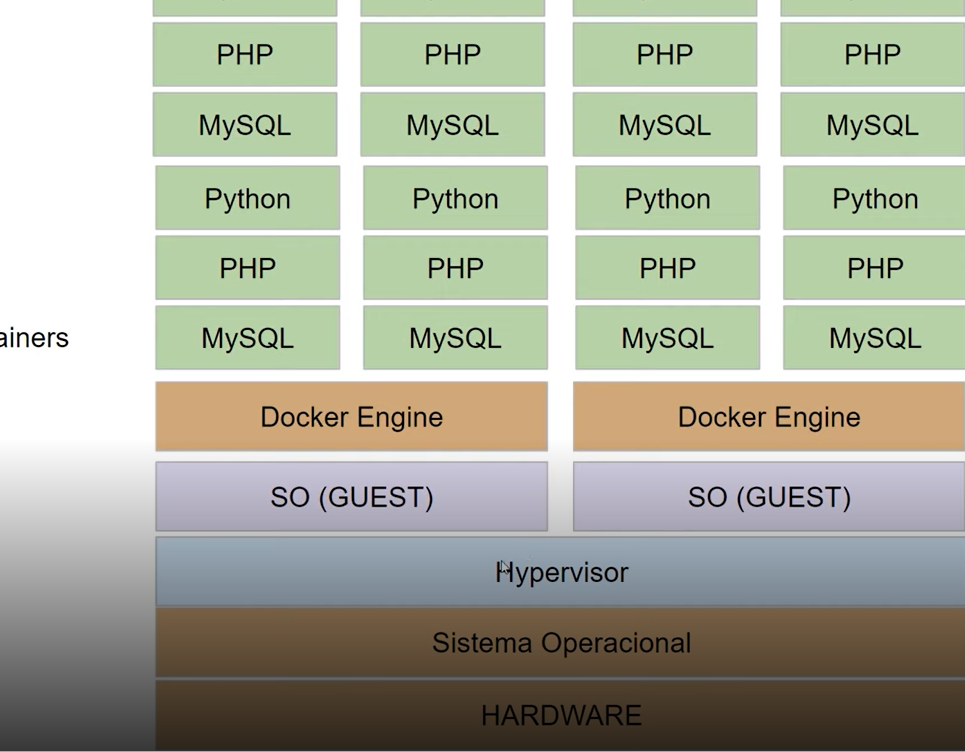 PHP PHP PHP PHP
MySQL MySQL MySQL MySQL
Python Python Python Python
PHP PHP PHP PHP
ainers MySQL MySQL MySQL MySQL
Docker Engine Docker Engine
SO (GUEST) SO (GUEST)
Hypervisor
Sistema Operacional
HARDWARE